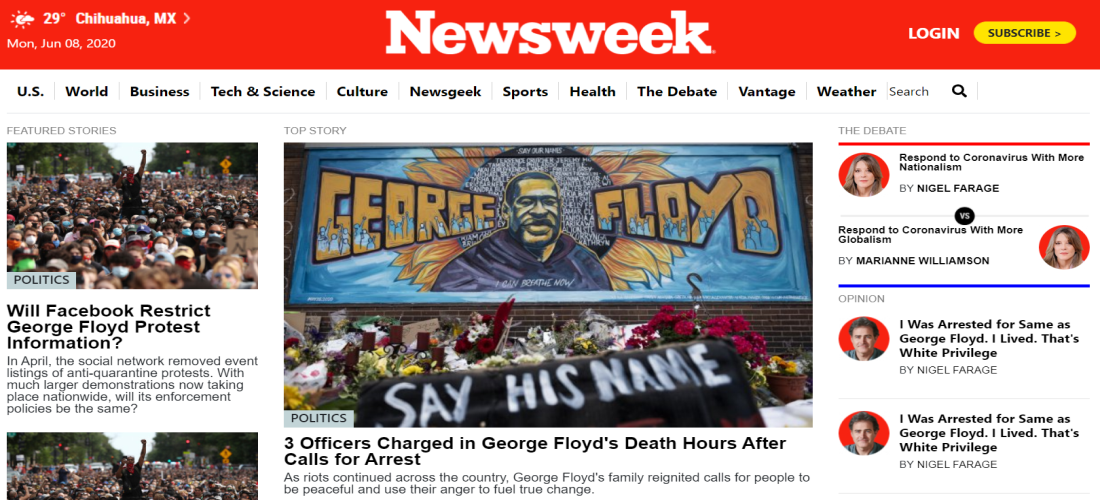 29° Chihuahua, MX >
Mon, Jun 08, 2020
Newsweek
LOGIN
SUBSCRIBE >
U.S.
World
Business
Tech & Science
Culture
Newsgeek
Sports
Health
The Debate
Vantage
Weather
Search
FEATURED STORIES
POLITICS
Will Facebook Restrict
George Floyd Protest
Information?
In April, the social network removed event
listings of anti-quarantine protests. With
much larger demonstrations now taking
place nationwide, will its enforcement
policies be the same?
TOP STORY
SAY OUR NAMES
GEORGE FLOYD
I CAN BREATHE NOW
SAY HIS NAME
POLITICS
3 Officers Charged in George Floyd's Death Hours After
Calls for Arrest
As riots continued across the country, George Floyd's family reignited calls for people to
be peaceful and use their anger to fuel true change.
THE DEBATE
Respond to Coronavirus With More
Nationalism
BY NIGEL FARAGE
VS
Respond to Coronavirus With More
Globalism
BY MARIANNE WILLIAMSON
OPINION
I Was Arrested for Same as
George Floyd. I Lived. That's
White Privilege
BY NIGEL FARAGE
I Was Arrested for Same as
George Floyd. I Lived. That's
White Privilege
BY NIGEL FARAGE